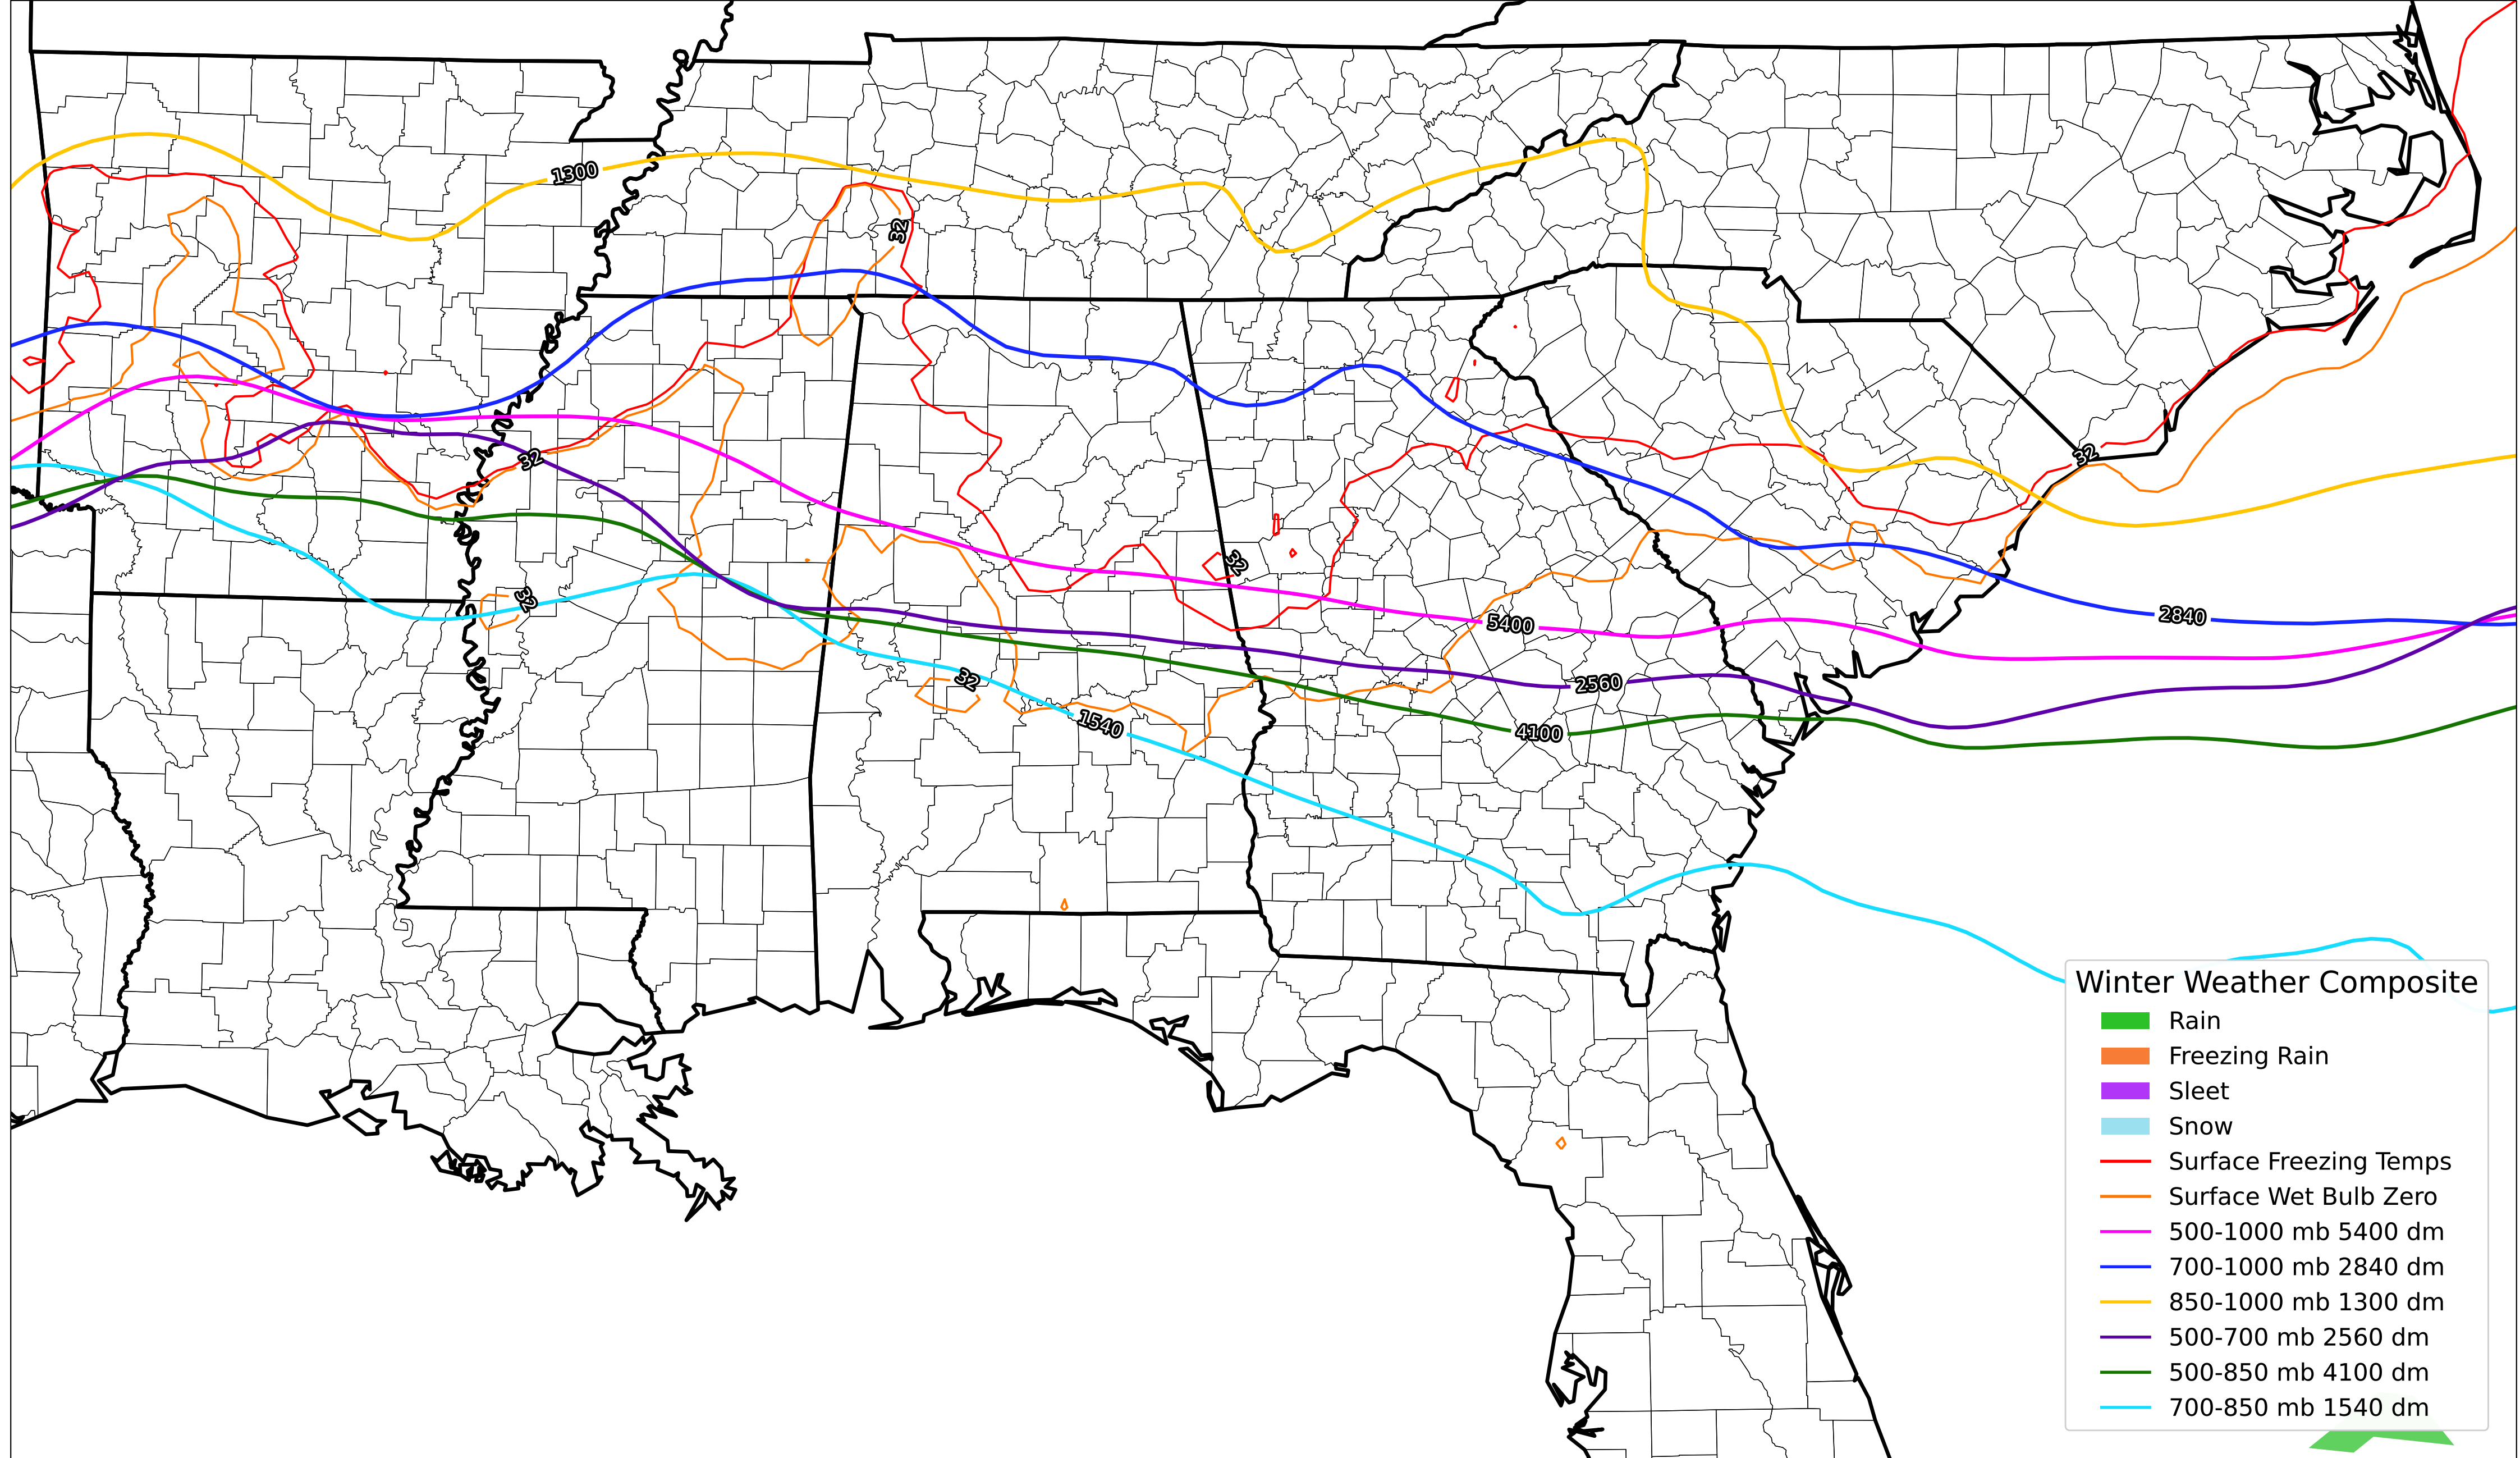 1300
32
32
32
32
32
2840
5400
32
2560
1540
4100
Winter Weather Composite
Rain
Freezing Rain
Sleet
Snow
Surface Freezing Temps
Surface Wet Bulb Zero
500-1000 mb 5400 dm
700-1000 mb 2840 dm
850-1000 mb 1300 dm
500-700 mb 2560 dm
500-850 mb 4100 dm
700-850 mb 1540 dm